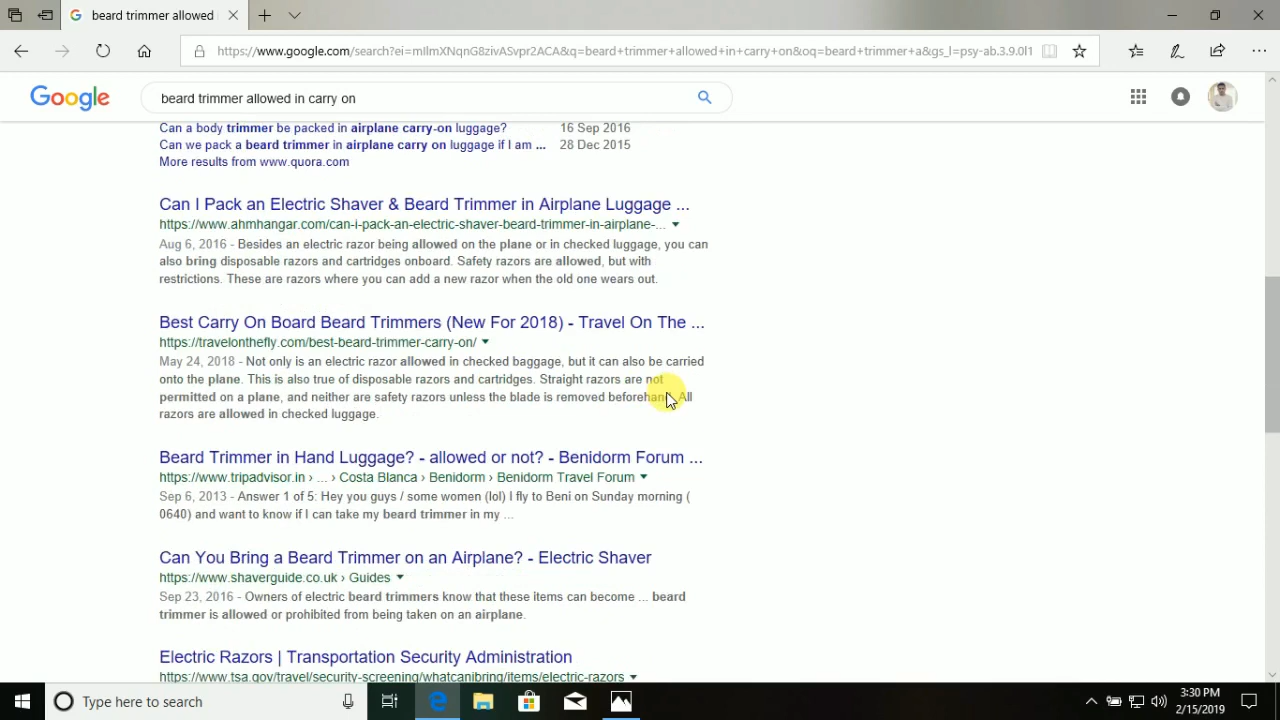 beard trimmer allowed
https://www.google.com/search?ei=mIlmXNqnG8zivASvpr2ACA&q=beard+trimmer+allowed+in+carry+on&oq=beard+trimmer+a&gs_l=psy-ab.3.9.0l1
Google
beard trimmer allowed in carry on
Can a body trimmer be packed in airplane carry-on luggage? 16 Sep 2016
Can we pack a beard trimmer in airplane carry on luggage if I am ... 28 Dec 2015
More results from www.quora.com
Can I Pack an Electric Shaver & Beard Trimmer in Airplane Luggage ...
https://www.ahmhangar.com/can-i-pack-an-electric-shaver-beard-trimmer-in-airplane-...
Aug 6, 2016 - Besides an electric razor being allowed on the plane or in checked luggage, you can
also bring disposable razors and cartridges onboard. Safety razors are allowed, but with
restrictions. These are razors where you can add a new razor when the old one wears out.
Best Carry On Board Beard Trimmers (New For 2018) - Travel On The ...
https://travelonthefly.com/best-beard-trimmer-carry-on/
May 24, 2018 - Not only is an electric razor allowed in checked baggage, but it can also be carried
onto the plane. This is also true of disposable razors and cartridges. Straight razors are not
permitted on a plane, and neither are safety razors unless the blade is removed beforehand. All
razors are allowed in checked luggage.
Beard Trimmer in Hand Luggage? - allowed or not? - Benidorm Forum ...
https://www.tripadvisor.in › ... › Costa Blanca › Benidorm › Benidorm Travel Forum
Sep 6, 2013 - Answer 1 of 5: Hey you guys / some women (lol) I fly to Beni on Sunday morning (
0640) and want to know if I can take my beard trimmer in my ...
Can You Bring a Beard Trimmer on an Airplane? - Electric Shaver
https://www.shaverguide.co.uk › Guides
Sep 23, 2016 - Owners of electric beard trimmers know that these items can become ... beard
trimmer is allowed or prohibited from being taken on an airplane.
Electric Razors | Transportation Security Administration
https://www.tsa.gov/travel/security-screening/whatcanibring/items/electric-razors
Type here to search
3:30 PM
2/15/2019